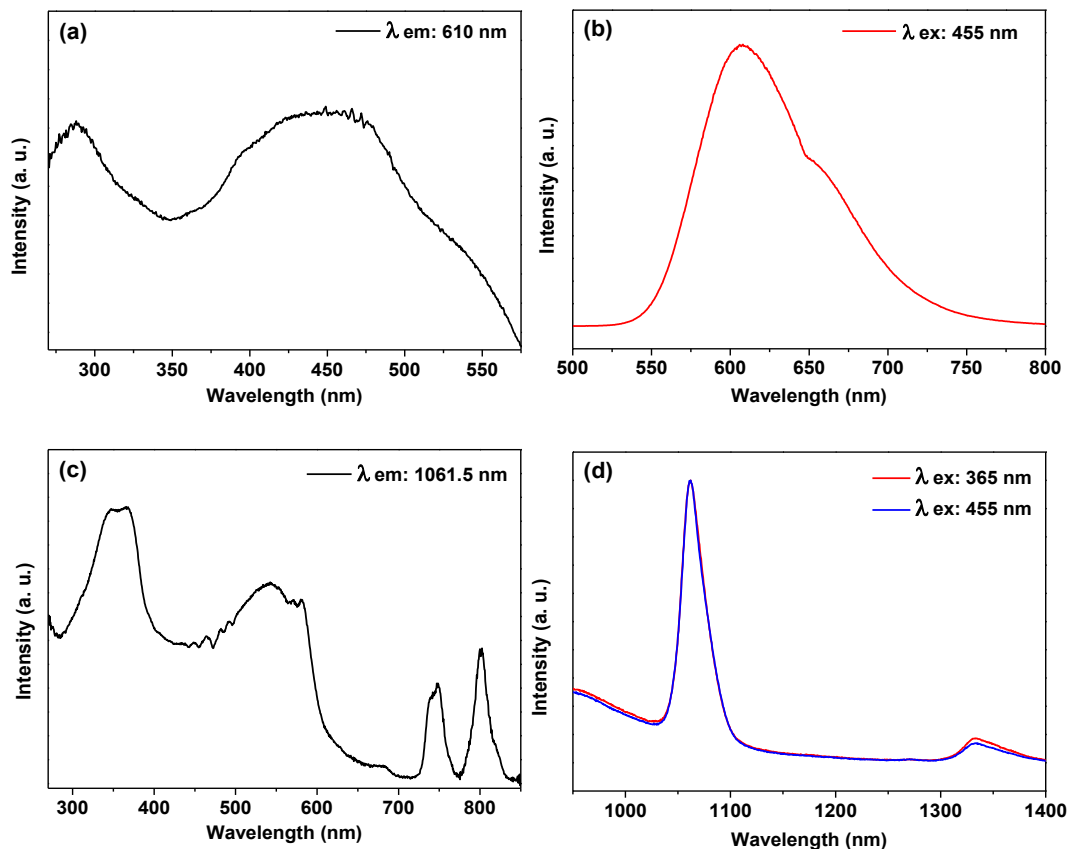 (a)
λ em: 610 nm
Intensity (a. u.)
300 350 400 450 500 550
Wavelength (nm)
(b)
λ ex: 455 nm
Intensity (a. u.)
500 550 600 650 700 750 800
Wavelength (nm)
(c)
λ em: 1061.5 nm
Intensity (a. u.)
300 400 500 600 700 800
Wavelength (nm)
(d)
λ ex: 365 nm
λ ex: 455 nm
Intensity (a. u.)
1000 1100 1200 1300 1400
Wavelength (nm)